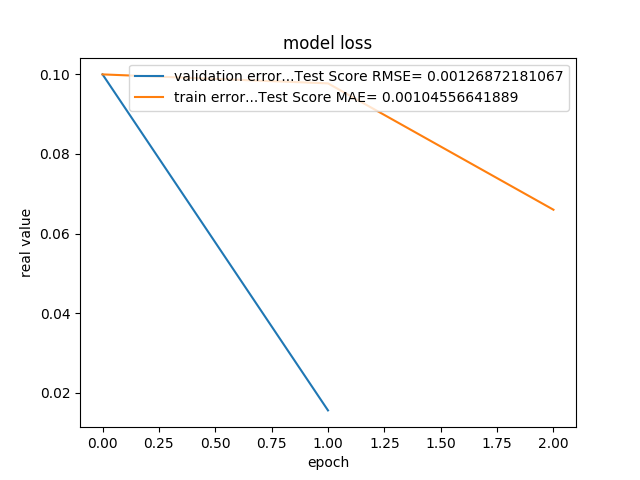 model loss
validation error...Test Score RMSE= 0.00126872181067
train error...Test Score MAE= 0.00104556641889
0.10
0.08
0.06
0.04
0.02
real value
0.00 0.25 0.50 0.75 1.00 1.25 1.50 1.75 2.00
epoch